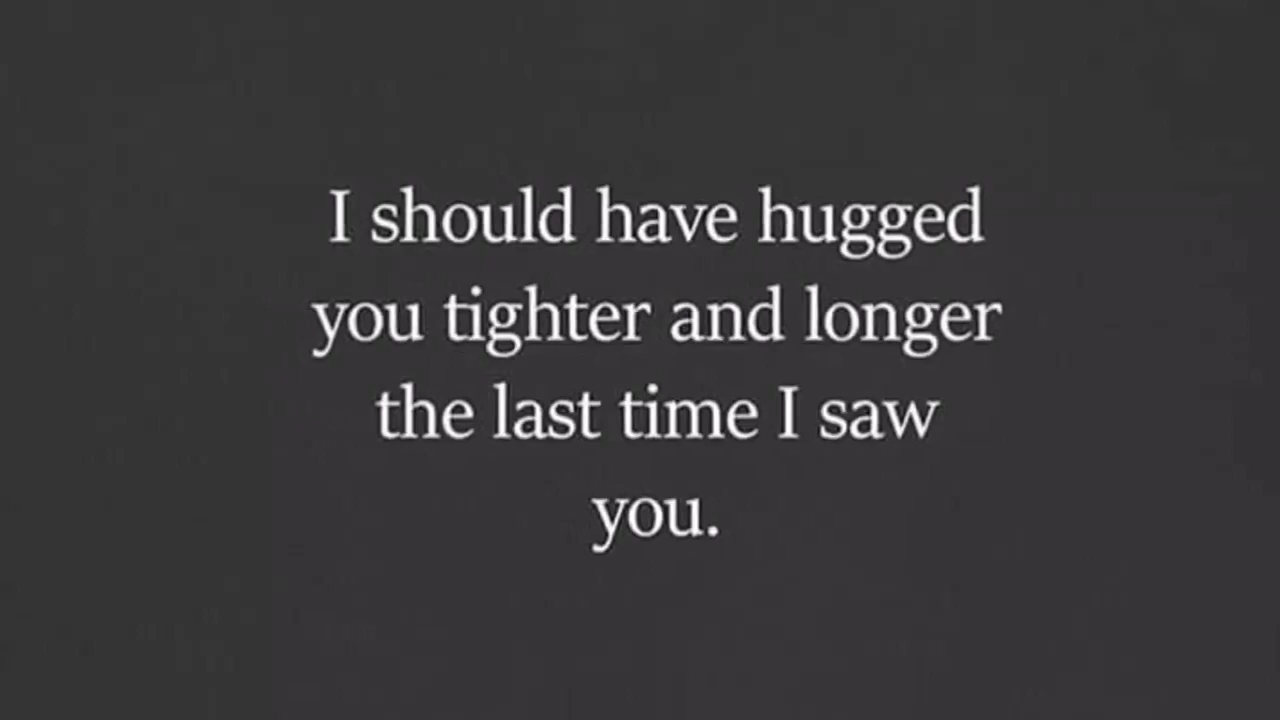 I should have hugged
you tighter and longer
the last time I saw
you.